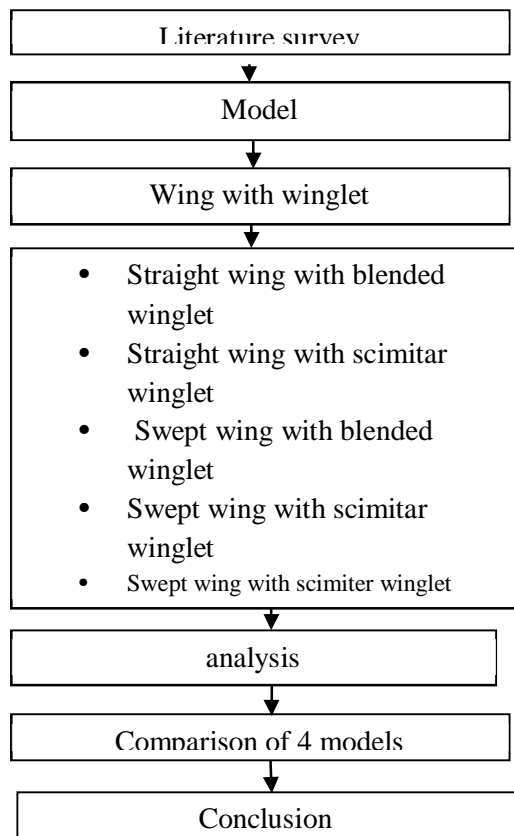 Literature survey
Model
Wing with winglet
• Straight wing with blended
winglet
• Straight wing with scimitar
winglet
• Swept wing with blended
winglet
• Swept wing with scimitar
winglet
• Swept wing with scimiter winglet
analysis
Comparison of 4 models
Conclusion